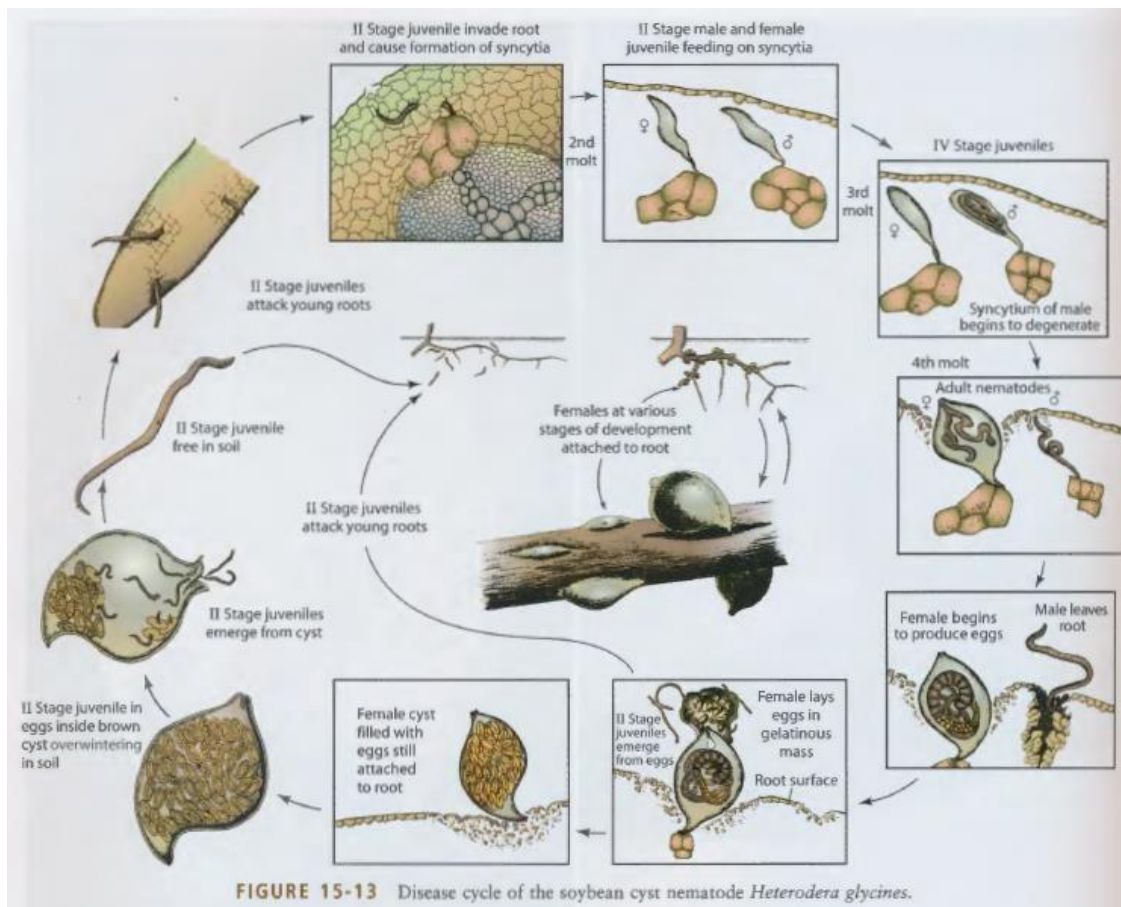 II Stage juvenile invade root
and cause formation of syncytia
II Stage male and female
juvenile feeding on syncytia
2nd
molt
♀
♂
3rd
molt
IV Stage juveniles
♀
♂
Syncytium of male
begins to degenerate
4th molt
Adult nematodes
♀
♂
Female begins
to produce eggs
Male leaves
root
Female lays
eggs in
gelatinous
mass
II Stage
juveniles
emerge
from eggs
Root surface
Female cyst
filled with
eggs still
attached
to root
II Stage juvenile in
eggs inside brown
cyst overwintering
in soil
II Stage juveniles
emerge from cyst
II Stage juvenile
free in soil
II Stage juveniles
attack young roots
II Stage juveniles
attack young roots
Females at various
stages of development
attached to root
FIGURE 15-13 Disease cycle of the soybean cyst nematode Heterodera glycines.